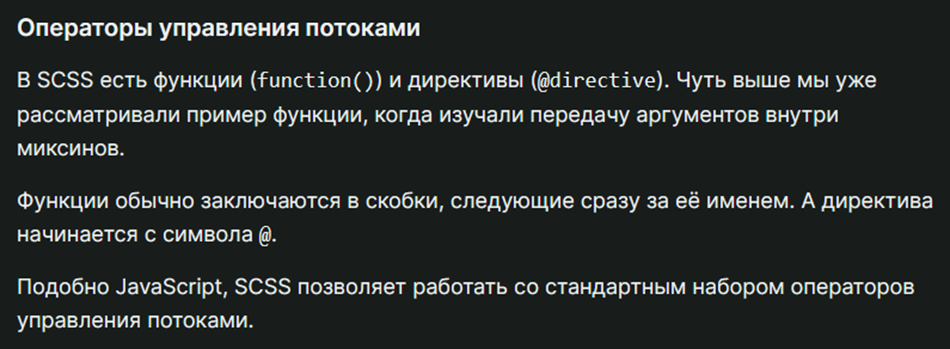 Операторы управления потоками
В SCSS есть функции (function()) и директивы (@directive). Чуть выше мы уже
рассматривали пример функции, когда изучали передачу аргументов внутри
миксинов.
Функции обычно заключаются в скобки, следующие сразу за её именем. А директива
начинается с символа @.
Подобно JavaScript, SCSS позволяет работать со стандартным набором операторов
управления потоками.